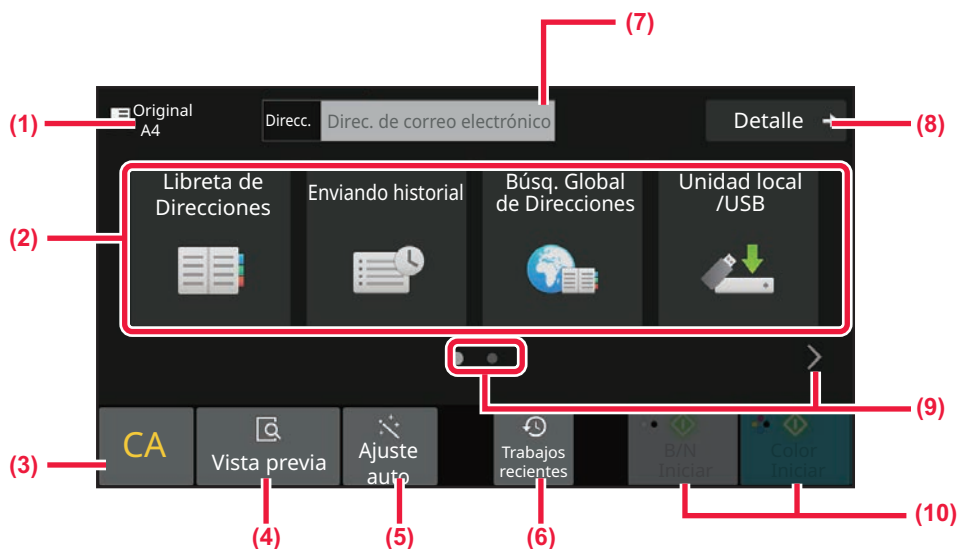 (7)
(1)
Original
A4
Direcc.
Direc. de correo electrónico
Detalle
(8)
(2)
Libreta de
Direcciones
Enviando historial
Búsq. Global
de Direcciones
Unidad local
/USB
(9)
(3)
CA
Vista previa
Ajuste
auto
Trabajos
recientes
B/N
Iniciar
Color
Iniciar
(4)
(5)
(6)
(10)